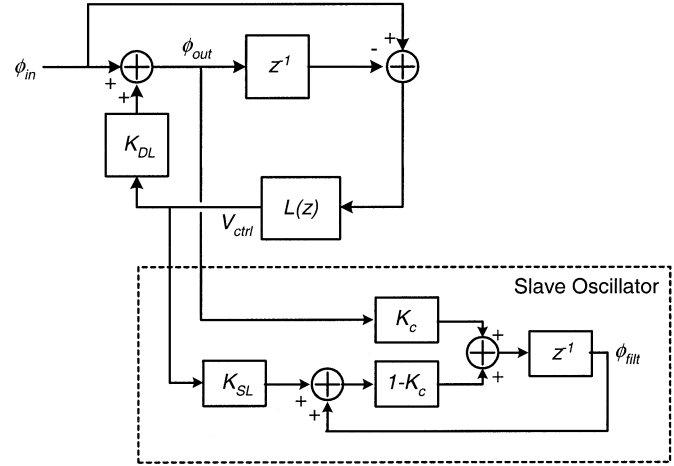 ϕout
z-1
ϕin
+
-
+
+
+
KDL
L(z)
Vctrl
Slave Oscillator
Kc
+
z-1
ϕfilt
KSL
+
1-Kc
+
+
+
+